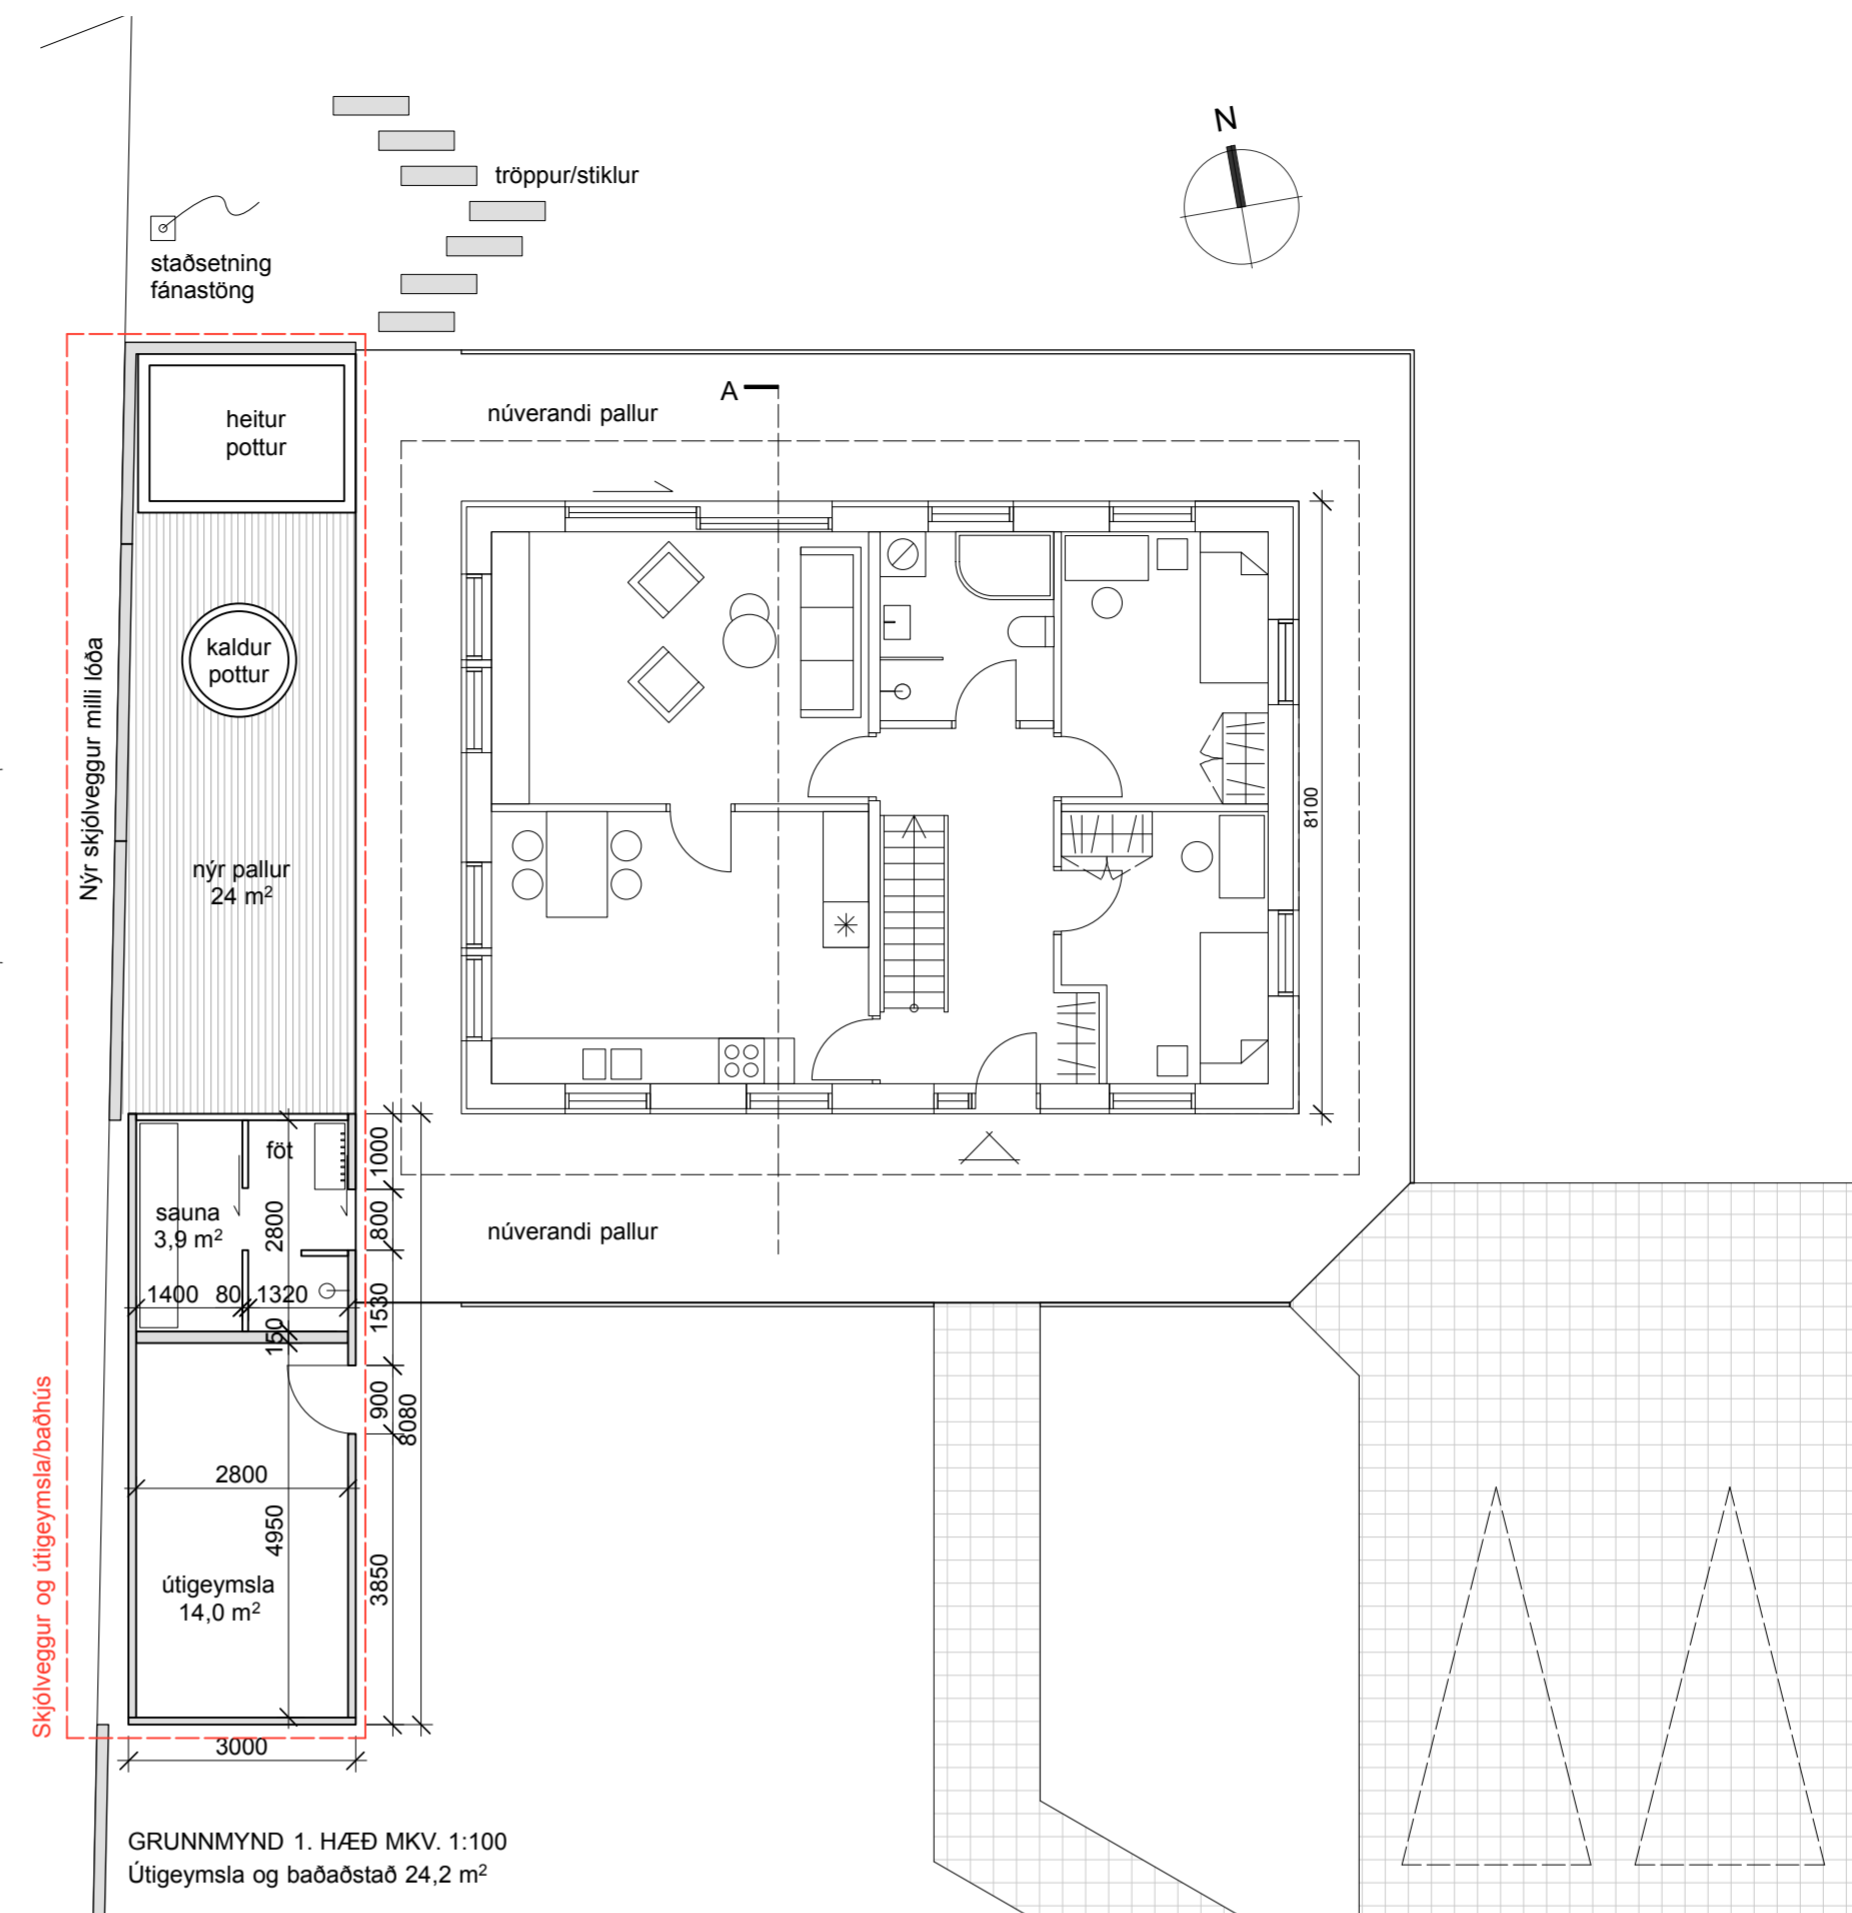 N
tröppur/stiklur
staðsetning
fánastöng
A
núverandi pallur
heitur
pottur
kaldur
pottur
Nýr skjólveggur milli lóða
nýr pallur
24 m²
8100
föt
1000
sauna
3,9 m²
2800
800
núverandi pallur
1400 80 1320
1530
150
900
8080
2800
4950
3850
útigeymsla
14,0 m²
Skjólveggur og útigeymsla/baðhús
3000
GRUNNMYND 1. HÆÐ MKV. 1:100
Útigeymsla og baðaðstað 24,2 m²